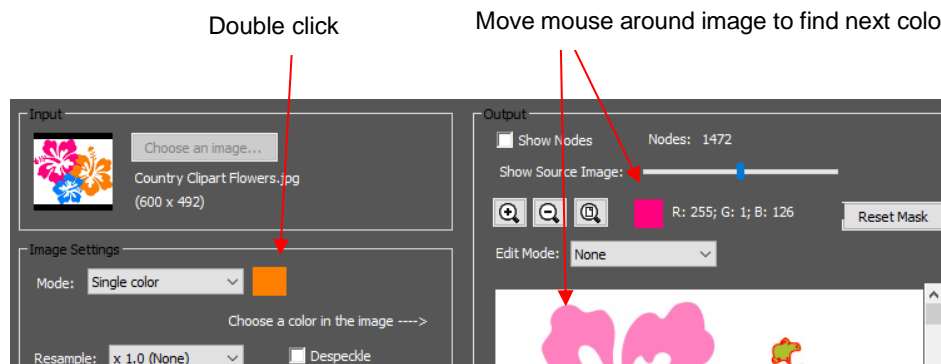 Double click
Move mouse around image to find next colo
Input
Choose an image...
Country Clipart Flowers.jpg
(600 x 492)
Image Settings
Mode: Single color
Choose a color in the image ---->
Resample: x 1.0 (None)
Despeckle
Output
Show Nodes
Nodes: 1472
Show Source Image:
R: 255; G: 1; B: 126
Reset Mask
Edit Mode: None